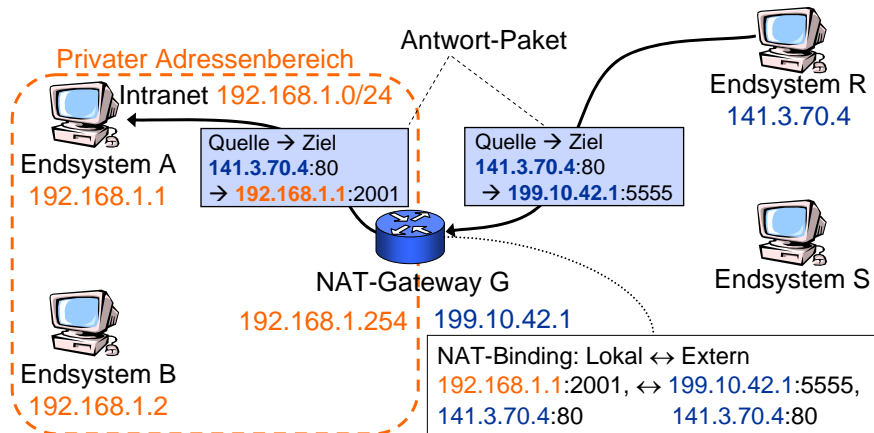 Privater Adressenbereich
Antwort-Paket
Intranet 192.168.1.0/24
Endsystem R
141.3.70.4
Endsystem A
192.168.1.1
Quelle → Ziel
141.3.70.4:80
→ 192.168.1.1:2001
Quelle → Ziel
141.3.70.4:80
→ 199.10.42.1:5555
NAT-Gateway G
192.168.1.254
199.10.42.1
Endsystem S
Endsystem B
192.168.1.2
NAT-Binding: Lokal ↔ Extern
192.168.1.1:2001, ↔ 199.10.42.1:5555,
141.3.70.4:80 141.3.70.4:80